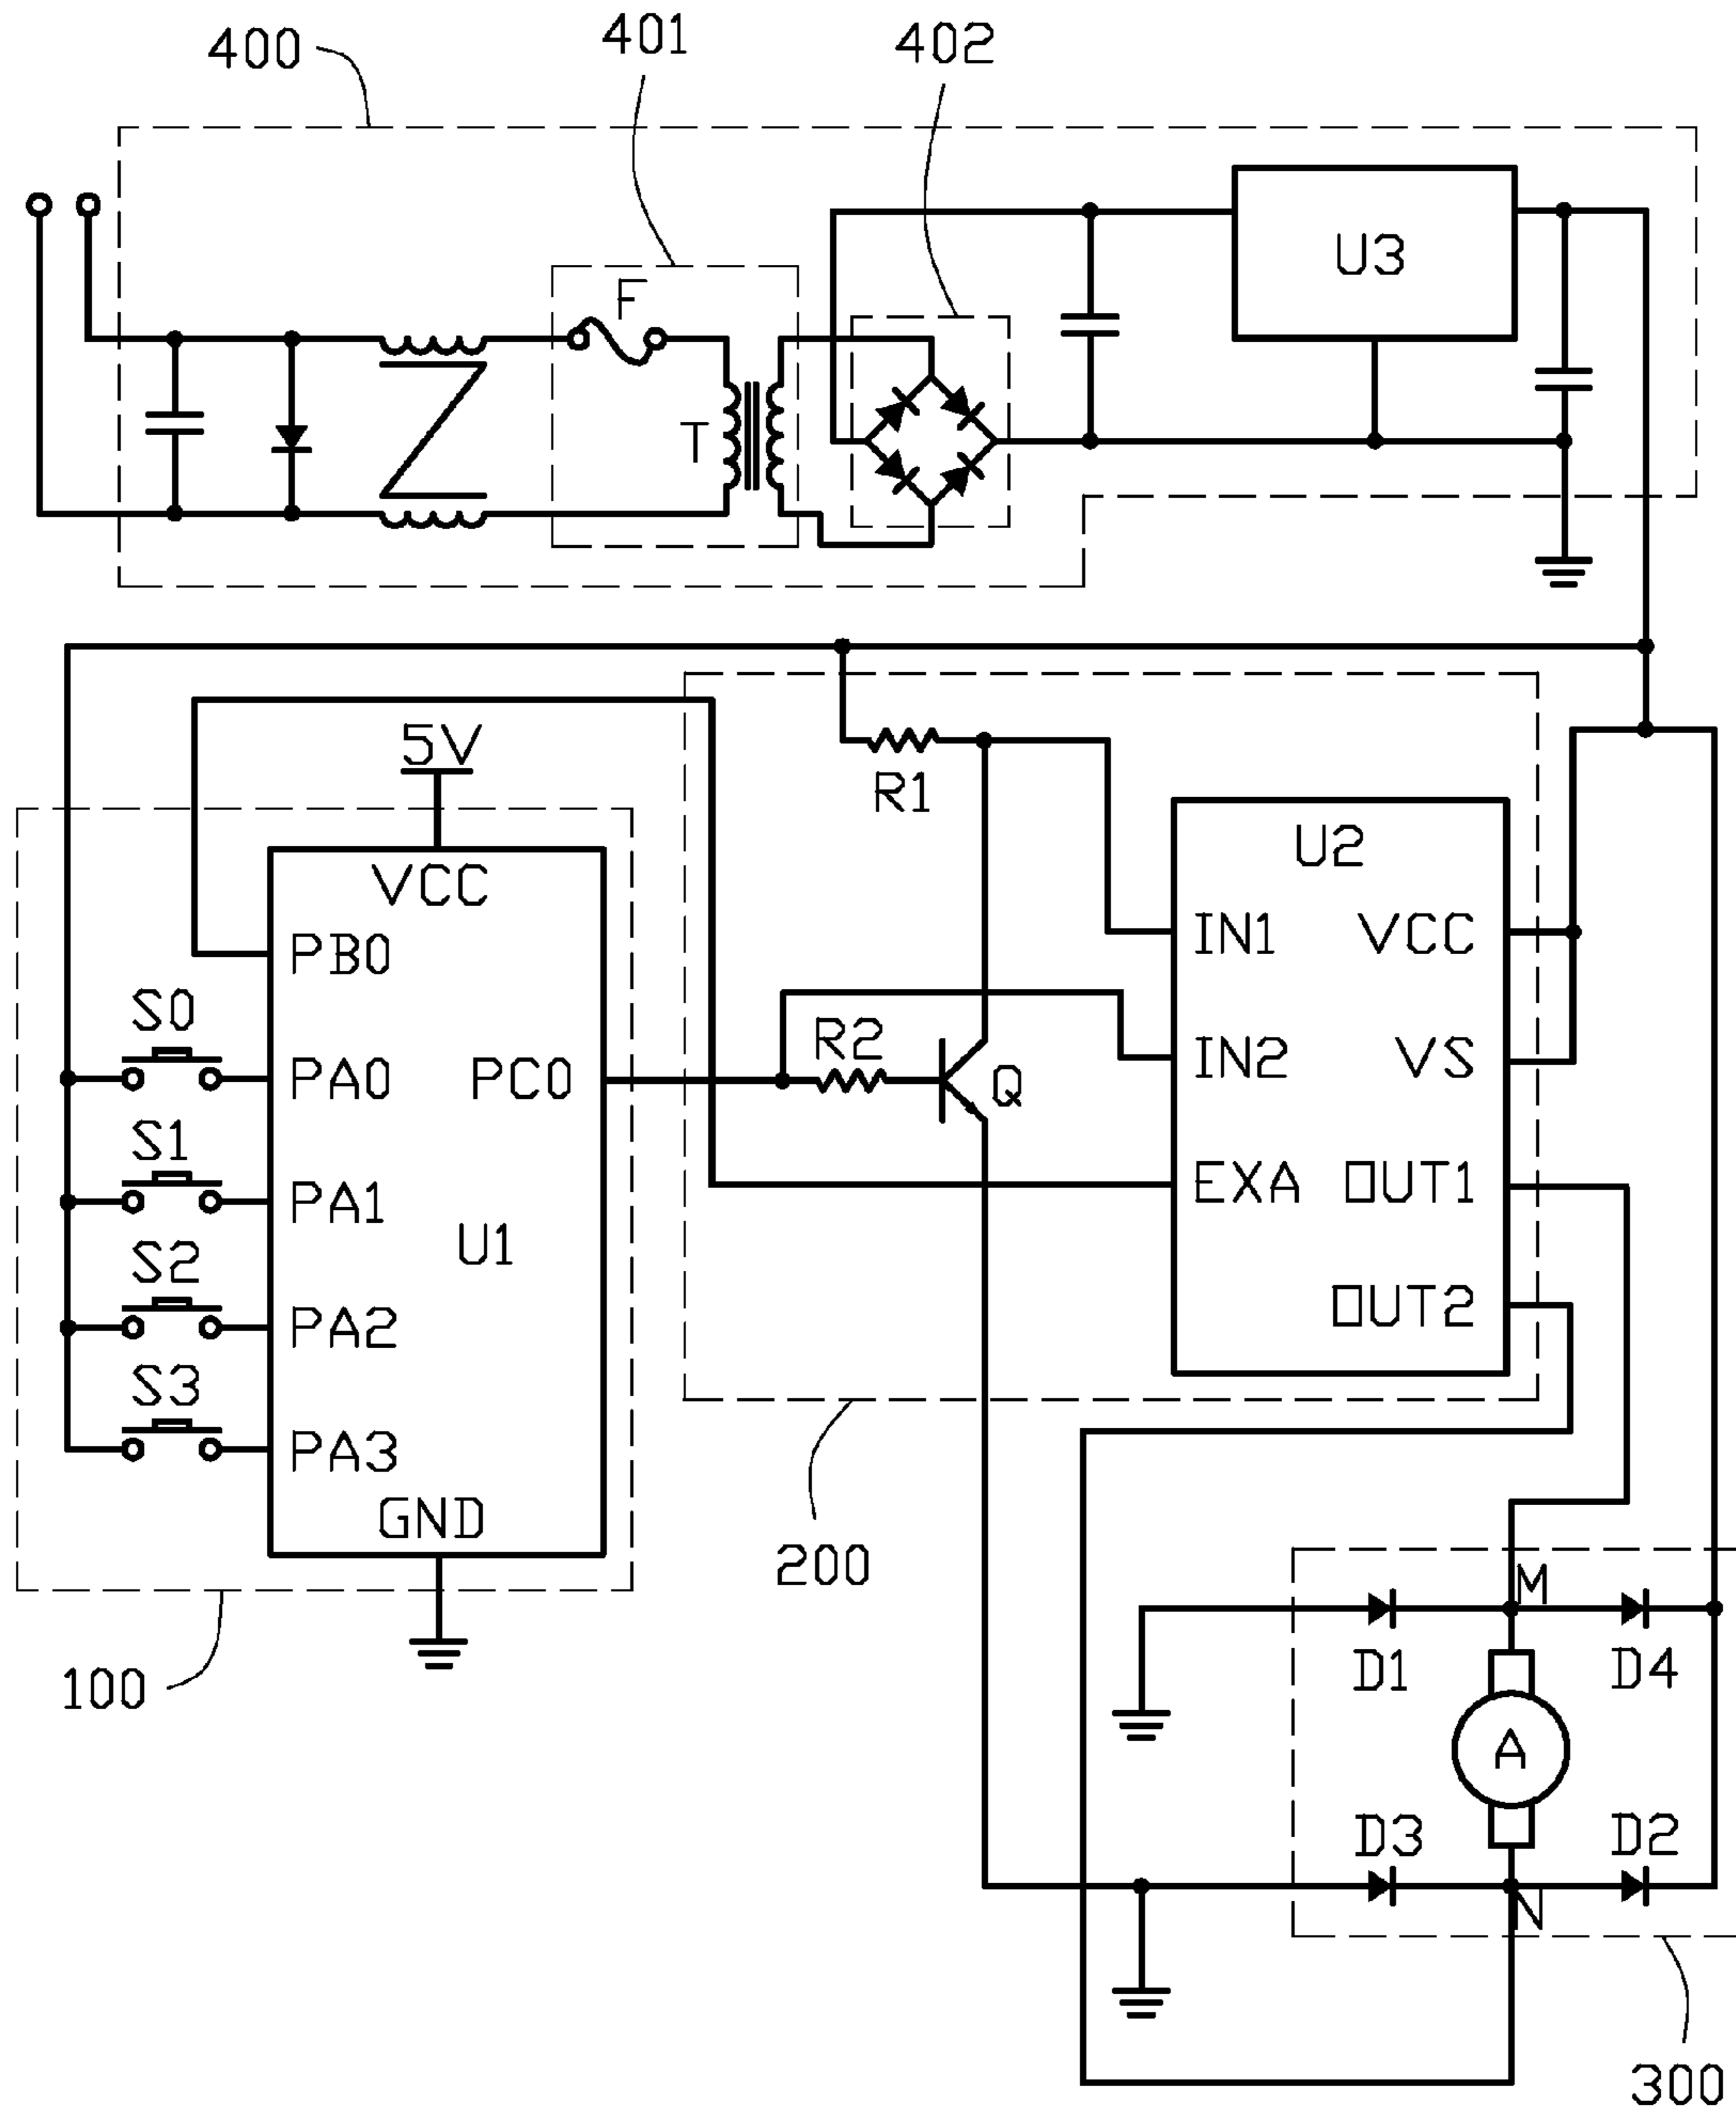 400
401
402
F
U3
T
5V
R1
U2
VCC
PB0
IN1
VCC
S0
R2
IN2
VS
PA0
PC0
Q
S1
PA1
EXA
OUT1
U1
S2
PA2
OUT2
S3
PA3
GND
200
M
100
D1
D4
A
D3
D2
N
300